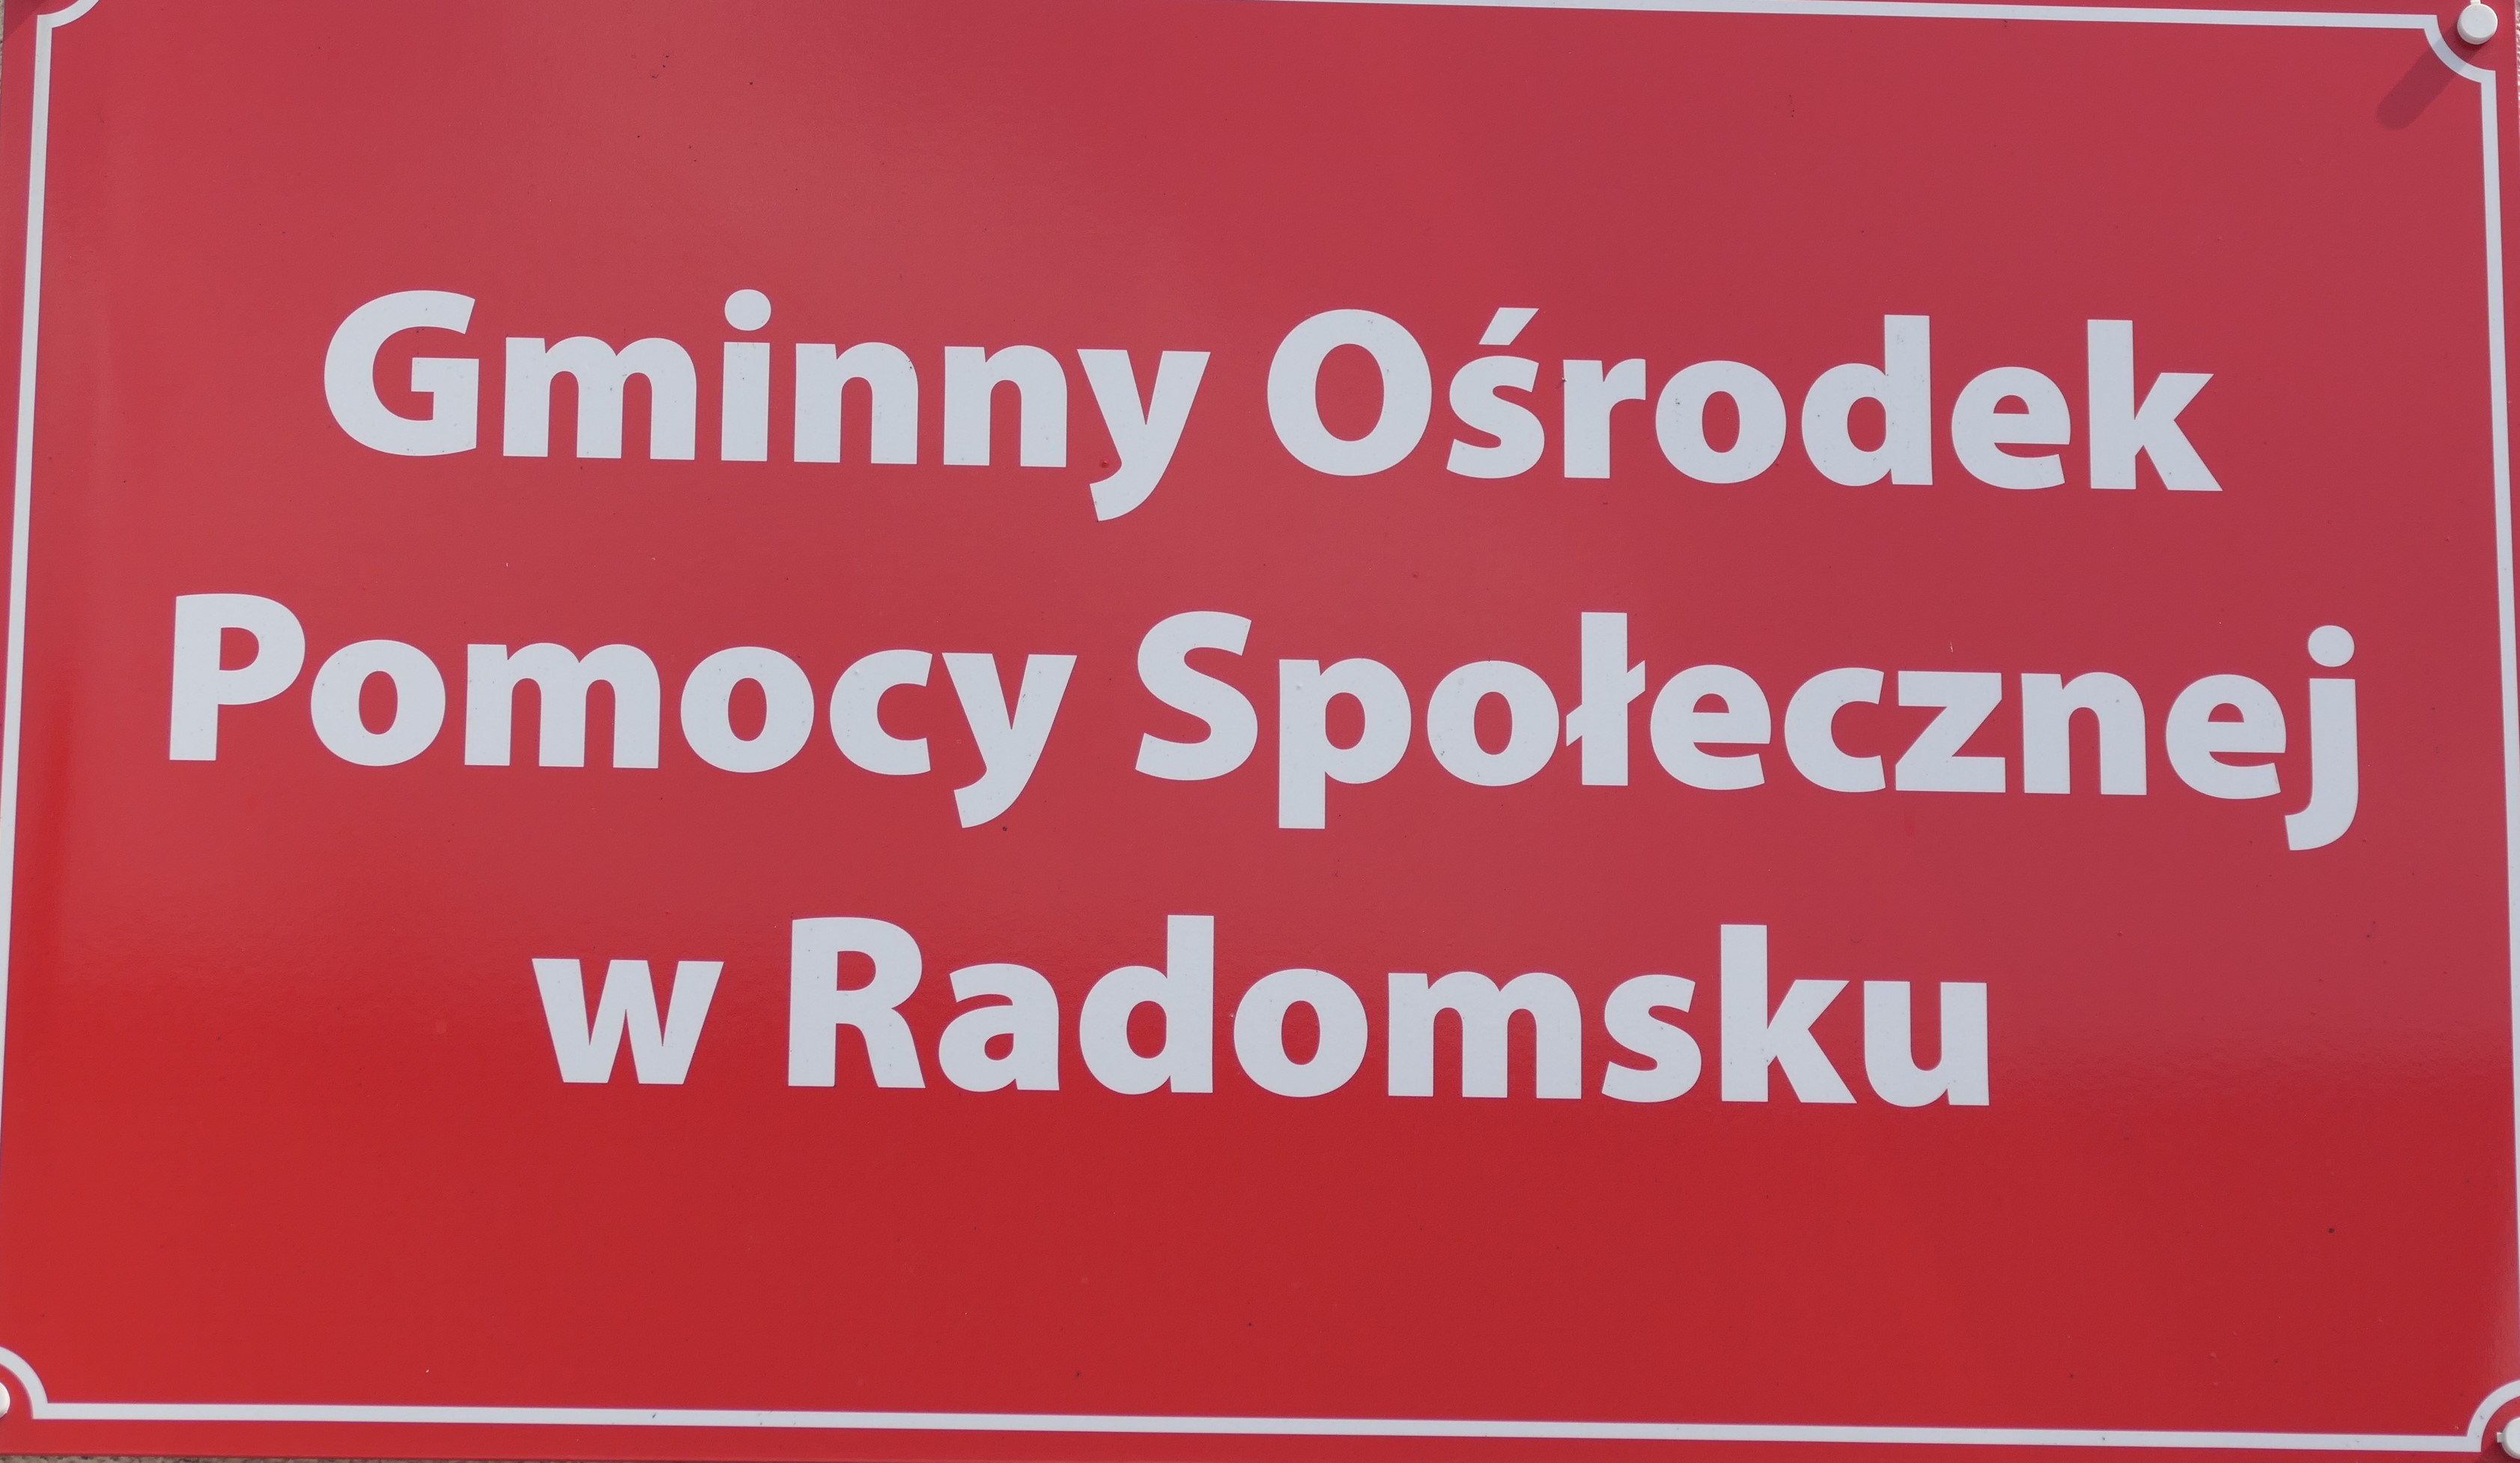 Gminny Ośrodek
Pomocy Społecznej
w Radomsku